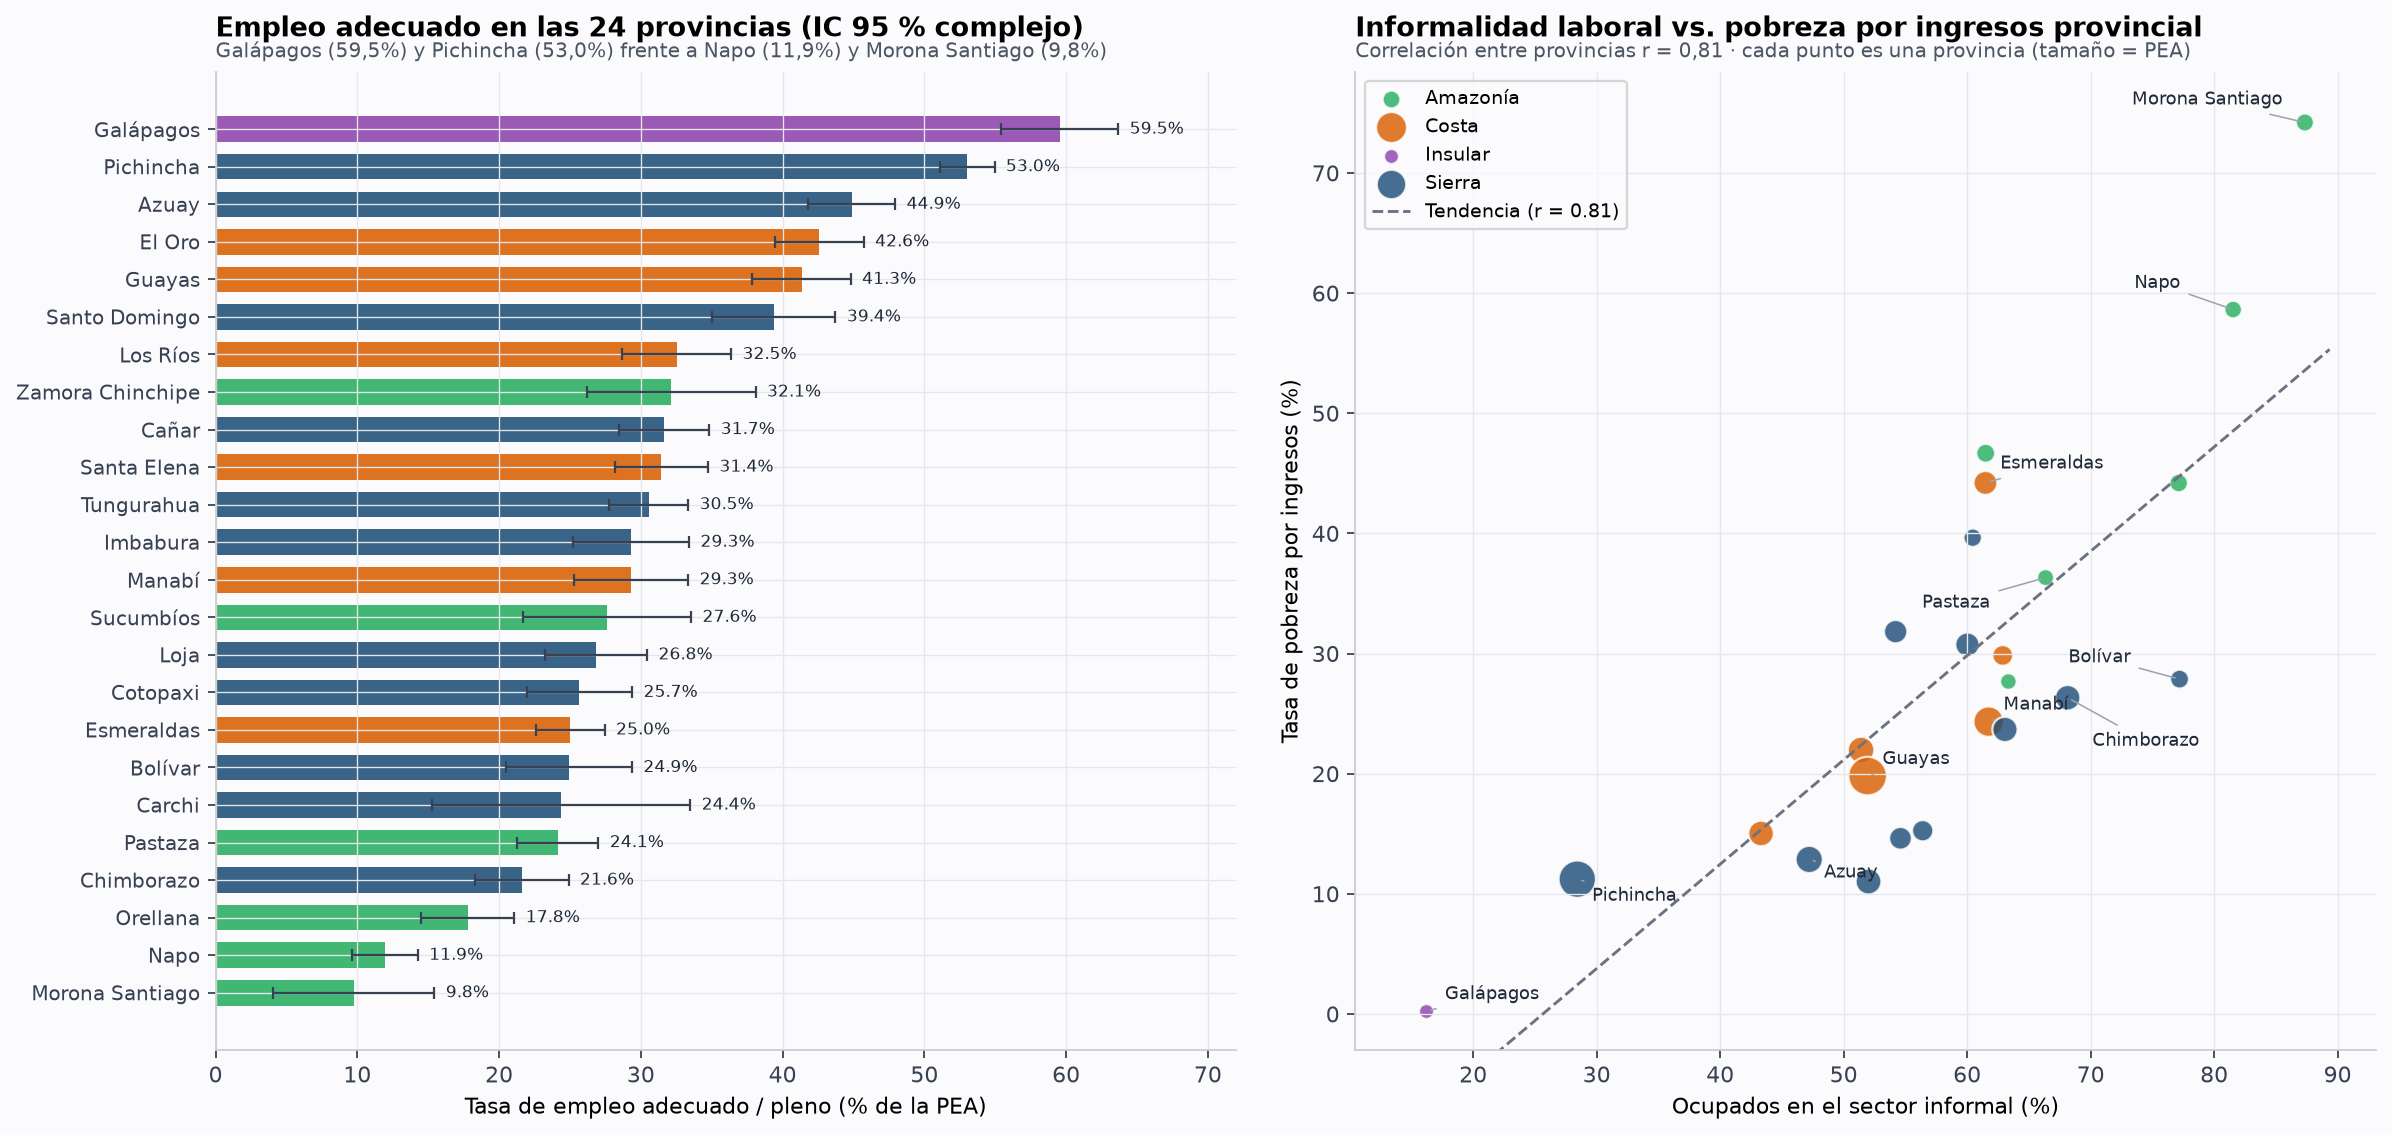 Empleo adecuado en las 24 provincias (IC 95 % complejo)
Galápagos (59,5%) y Pichincha (53,0%) frente a Napo (11,9%) y Morona Santiago (9,8%)
Galápagos 59.5%
Pichincha 53.0%
Azuay 44.9%
El Oro 42.6%
Guayas 41.3%
Santo Domingo 39.4%
Los Ríos 32.5%
Zamora Chinchipe 32.1%
Cañar 31.7%
Santa Elena 31.4%
Tungurahua 30.5%
Imbabura 29.3%
Manabí 29.3%
Sucumbíos 27.6%
Loja 26.8%
Cotopaxi 25.7%
Esmeraldas 25.0%
Bolívar 24.9%
Carchi 24.4%
Pastaza 24.1%
Chimborazo 21.6%
Orellana 17.8%
Napo 11.9%
Morona Santiago 9.8%
0 10 20 30 40 50 60 70
Tasa de empleo adecuado / pleno (% de la PEA)
Informalidad laboral vs. pobreza por ingresos provincial
Correlación entre provincias r = 0,81 · cada punto es una provincia (tamaño = PEA)
Amazonía
Costa
Insular
Sierra
Tendencia (r = 0.81)
Tasa de pobreza por ingresos (%)
70
60
50
40
30
20
10
0
Morona Santiago
Napo
Esmeraldas
Pastaza
Bolívar
Manabí
Chimborazo
Guayas
Azuay
Pichincha
Galápagos
20 30 40 50 60 70 80 90
Ocupados en el sector informal (%)